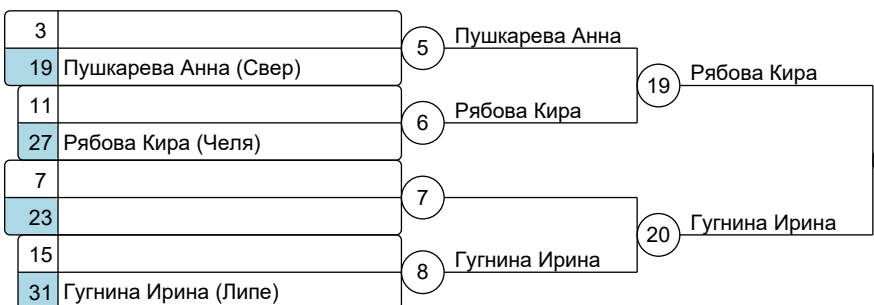 3
19 Пушкарева Анна (Свер)
5 Пушкарева Анна
11
27 Рябова Кира (Челя)
6 Рябова Кира
19 Рябова Кира
7
23
7
15
31 Гугнина Ирина (Липе)
8 Гугнина Ирина
20 Гугнина Ирина